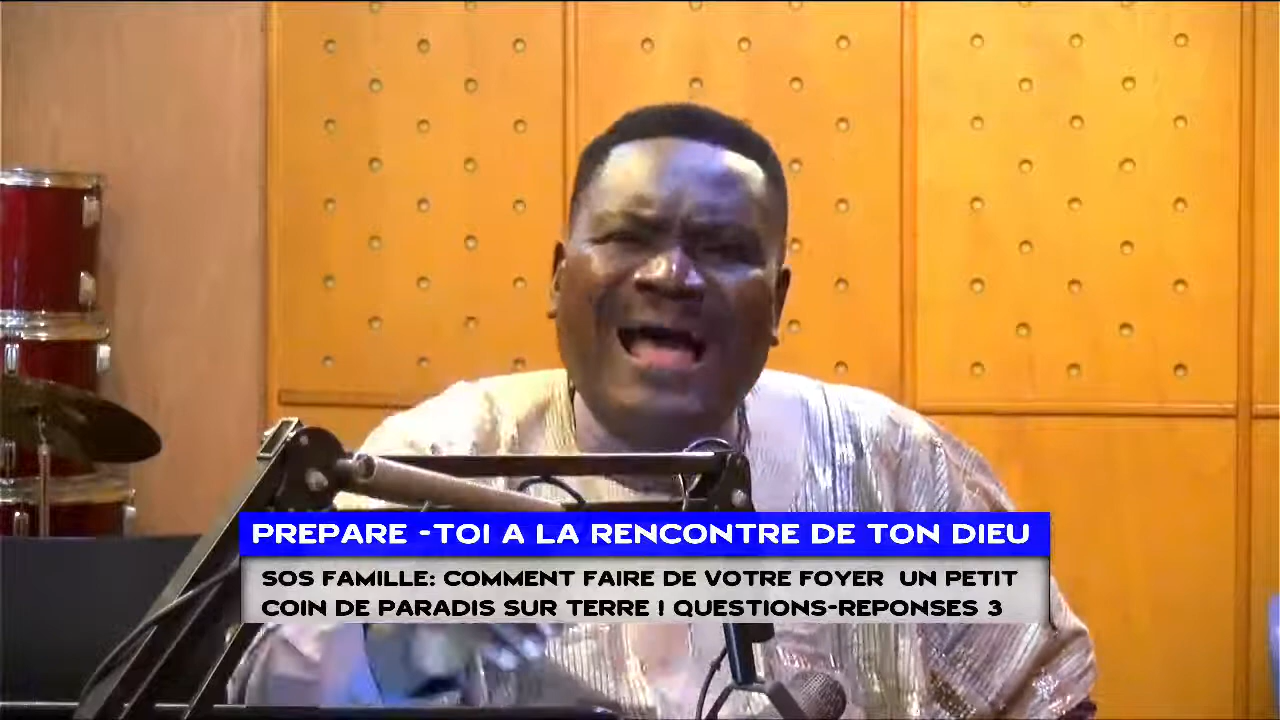 PREPARE -TOI A LA RENCONTRE DE TON DIEU
SOS FAMILLE: COMMENT FAIRE DE VOTRE FOYER UN PETIT
COIN DE PARADIS SUR TERRE ! QUESTIONS-REPONSES 3